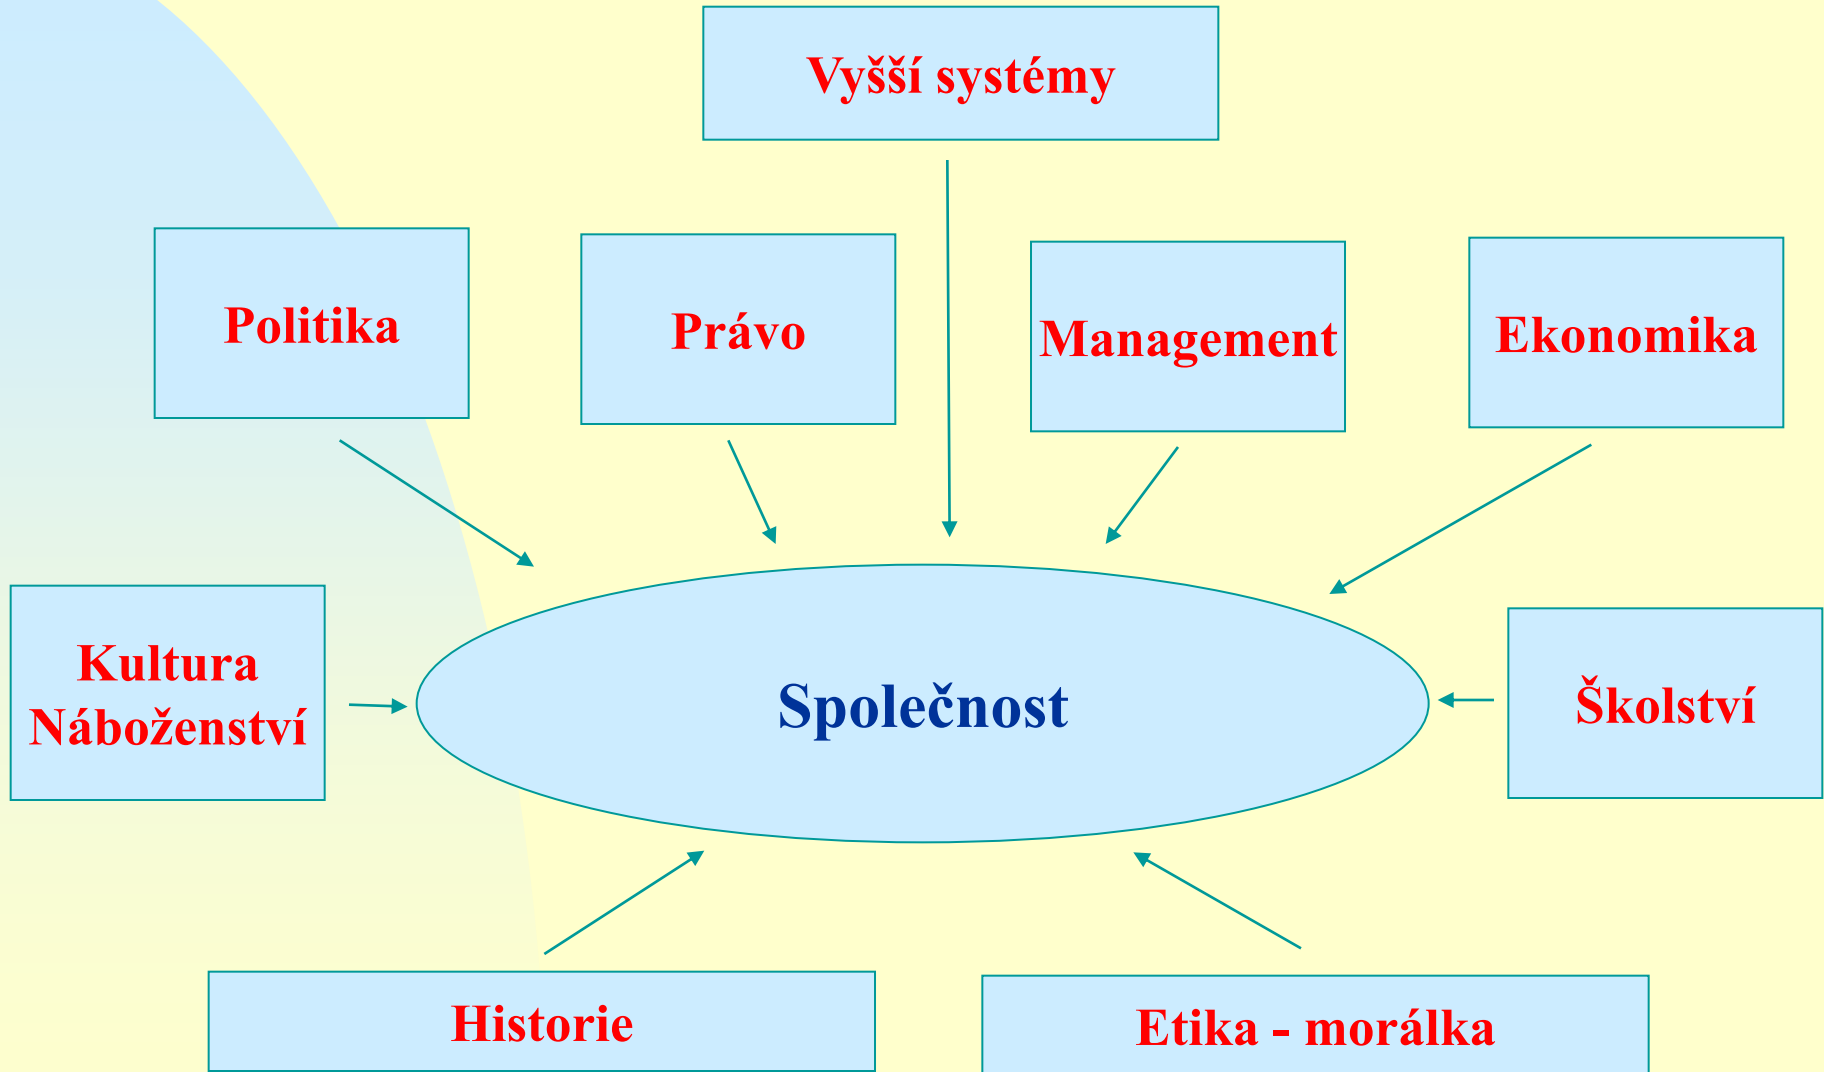 Vyšší systémy
Politika
Právo
Management
Ekonomika
Kultura
Náboženství
Společnost
Školství
Historie
Etika - morálka